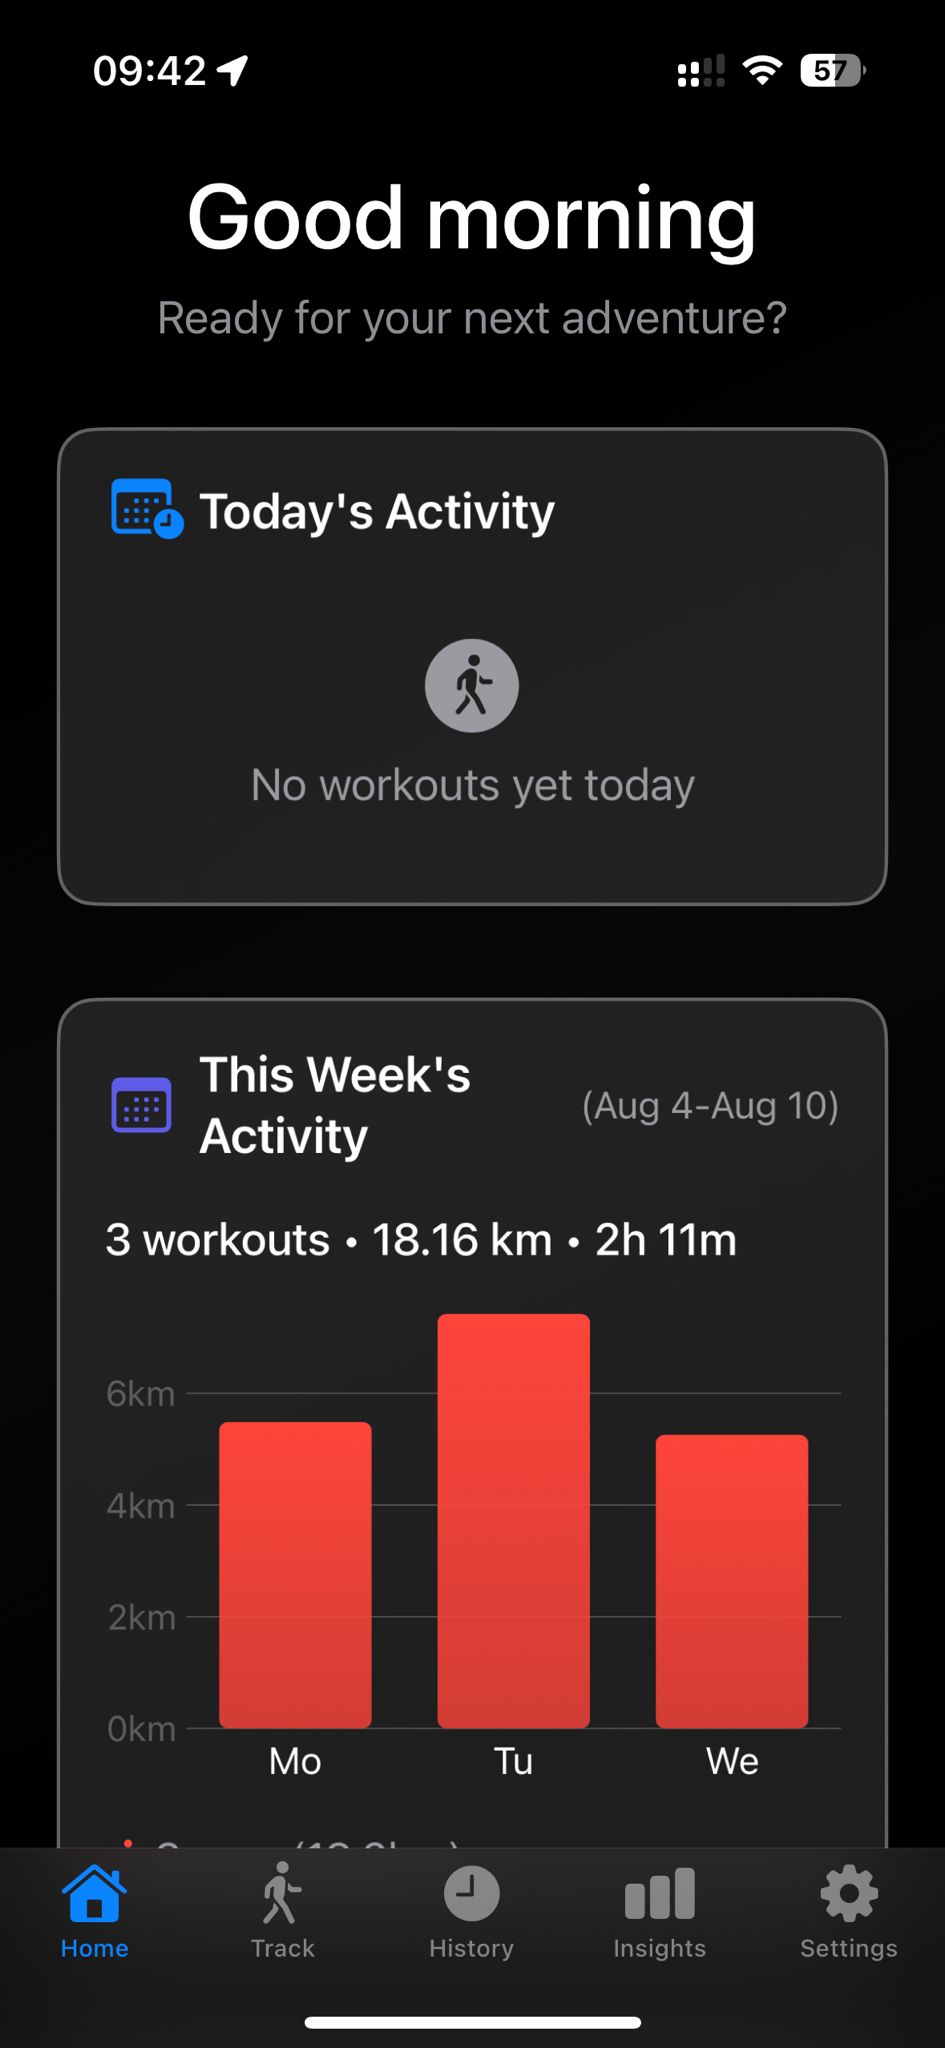 09:42
57
Good morning
Ready for your next adventure?
Today's Activity
No workouts yet today
This Week's
Activity
(Aug 4-Aug 10)
3 workouts • 18.16 km • 2h 11m
6km
4km
2km
0km
Mo Tu We
Home Track History Insights Settings